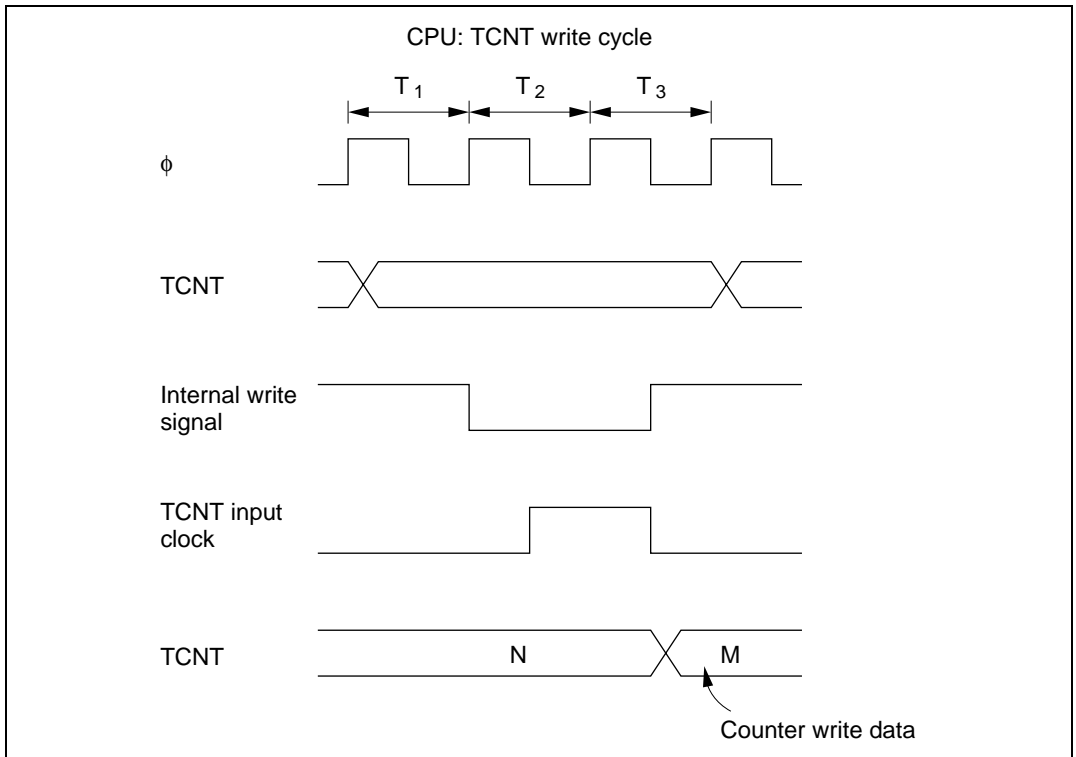 CPU: TCNT write cycle
T1 T2 T3
ϕ
TCNT
Internal write
signal
TCNT input
clock
TCNT N M
Counter write data